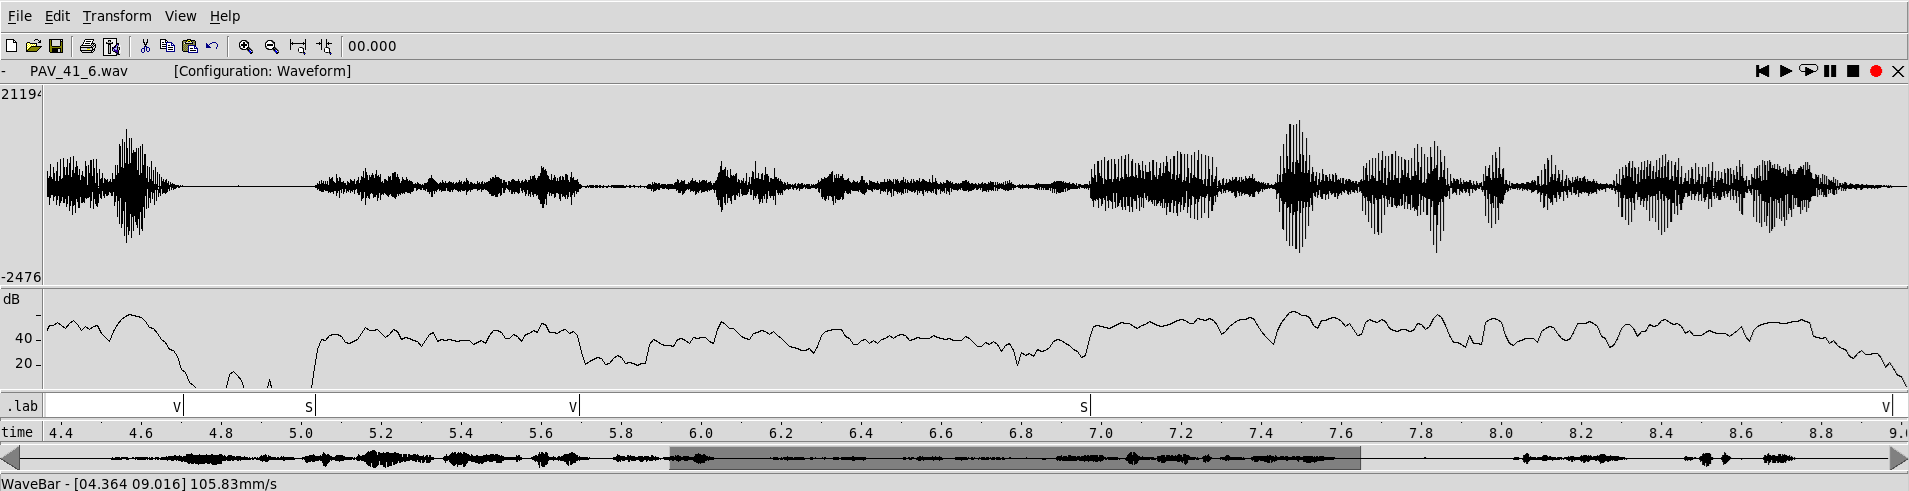 File Edit Transform View Help
00.000
- PAV_41_6.wav [Configuration: Waveform]
21194
-2476
dB
40
20
.lab V S V S V
time 4.4 4.6 4.8 5.0 5.2 5.4 5.6 5.8 6.0 6.2 6.4 6.6 6.8 7.0 7.2 7.4 7.6 7.8 8.0 8.2 8.4 8.6 8.8 9.
WaveBar - [04.364 09.016] 105.83mm/s